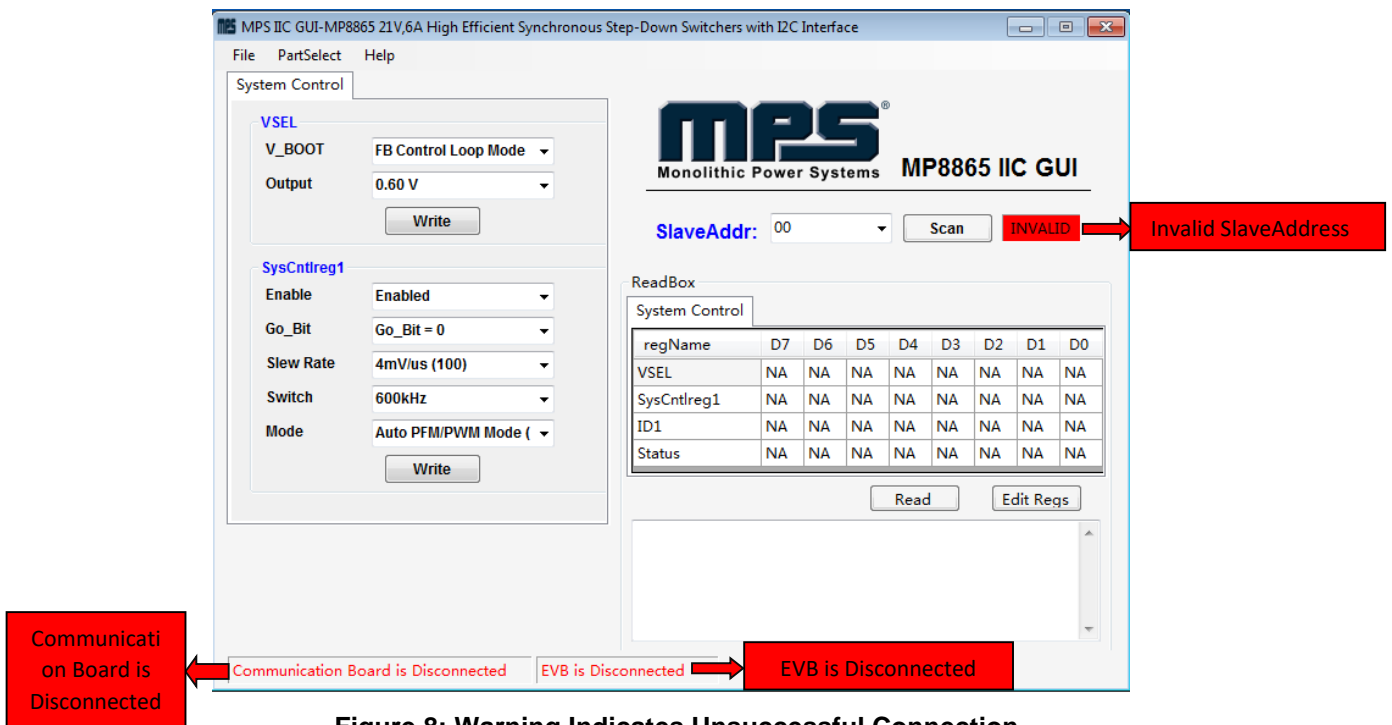 MPS IIC GUI-MP8865 21V,6A High Efficient Synchronous Step-Down Switchers with I2C Interface
File PartSelect Help
System Control
VSEL
V_BOOT FB Control Loop Mode
Output 0.60 V
Write
SysCntlreg1
Enable Enabled
Go_Bit Go_Bit = 0
Slew Rate 4mV/us (100)
Switch 600kHz
Mode Auto PFM/PWM Mode (
Write
mps®
Monolithic Power Systems
MP8865 IIC GUI
SlaveAddr: 00 Scan INVALID
Invalid SlaveAddress
ReadBox
System Control
regName D7 D6 D5 D4 D3 D2 D1 D0
VSEL NA NA NA NA NA NA NA NA
SysCntlreg1 NA NA NA NA NA NA NA NA
ID1 NA NA NA NA NA NA NA NA
Status NA NA NA NA NA NA NA NA
Read Edit Regs
Communicati
on Board is
Disconnected
Communication Board is Disconnected EVB is Disconnected
EVB is Disconnected
Figure 8: Warning Indicates Unsuccessful Connection